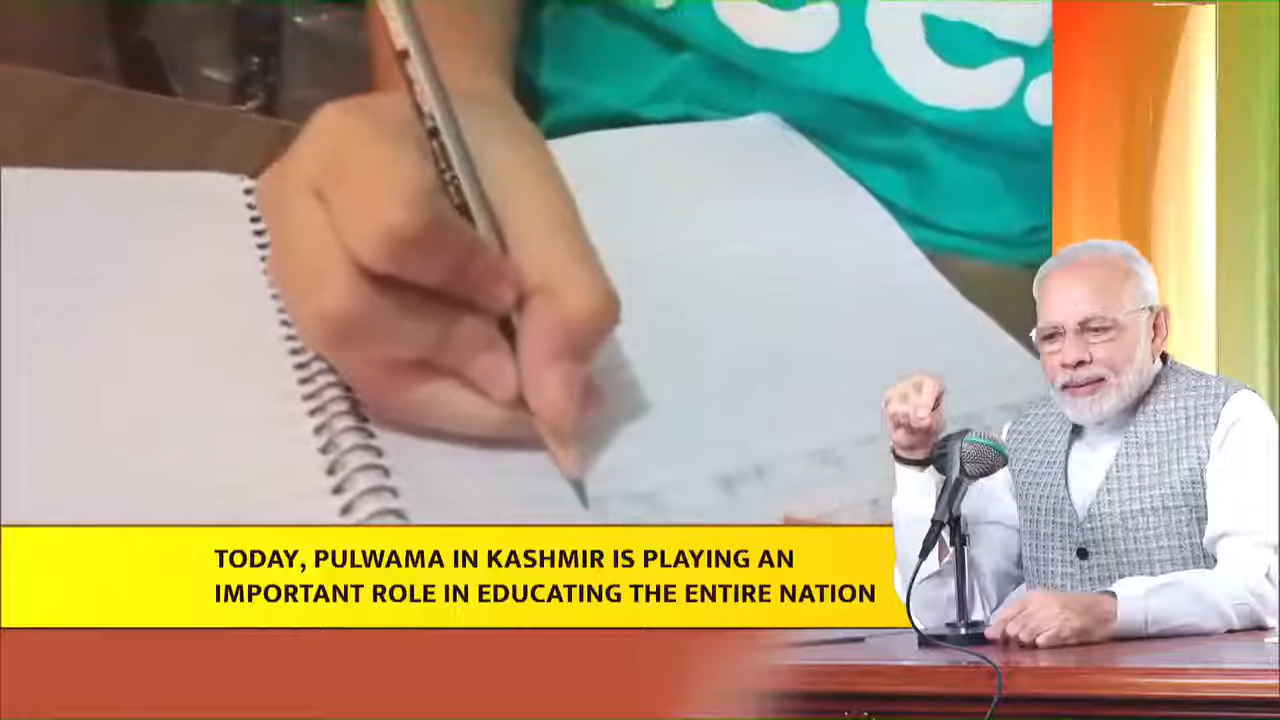 TODAY, PULWAMA IN KASHMIR IS PLAYING AN
IMPORTANT ROLE IN EDUCATING THE ENTIRE NATION